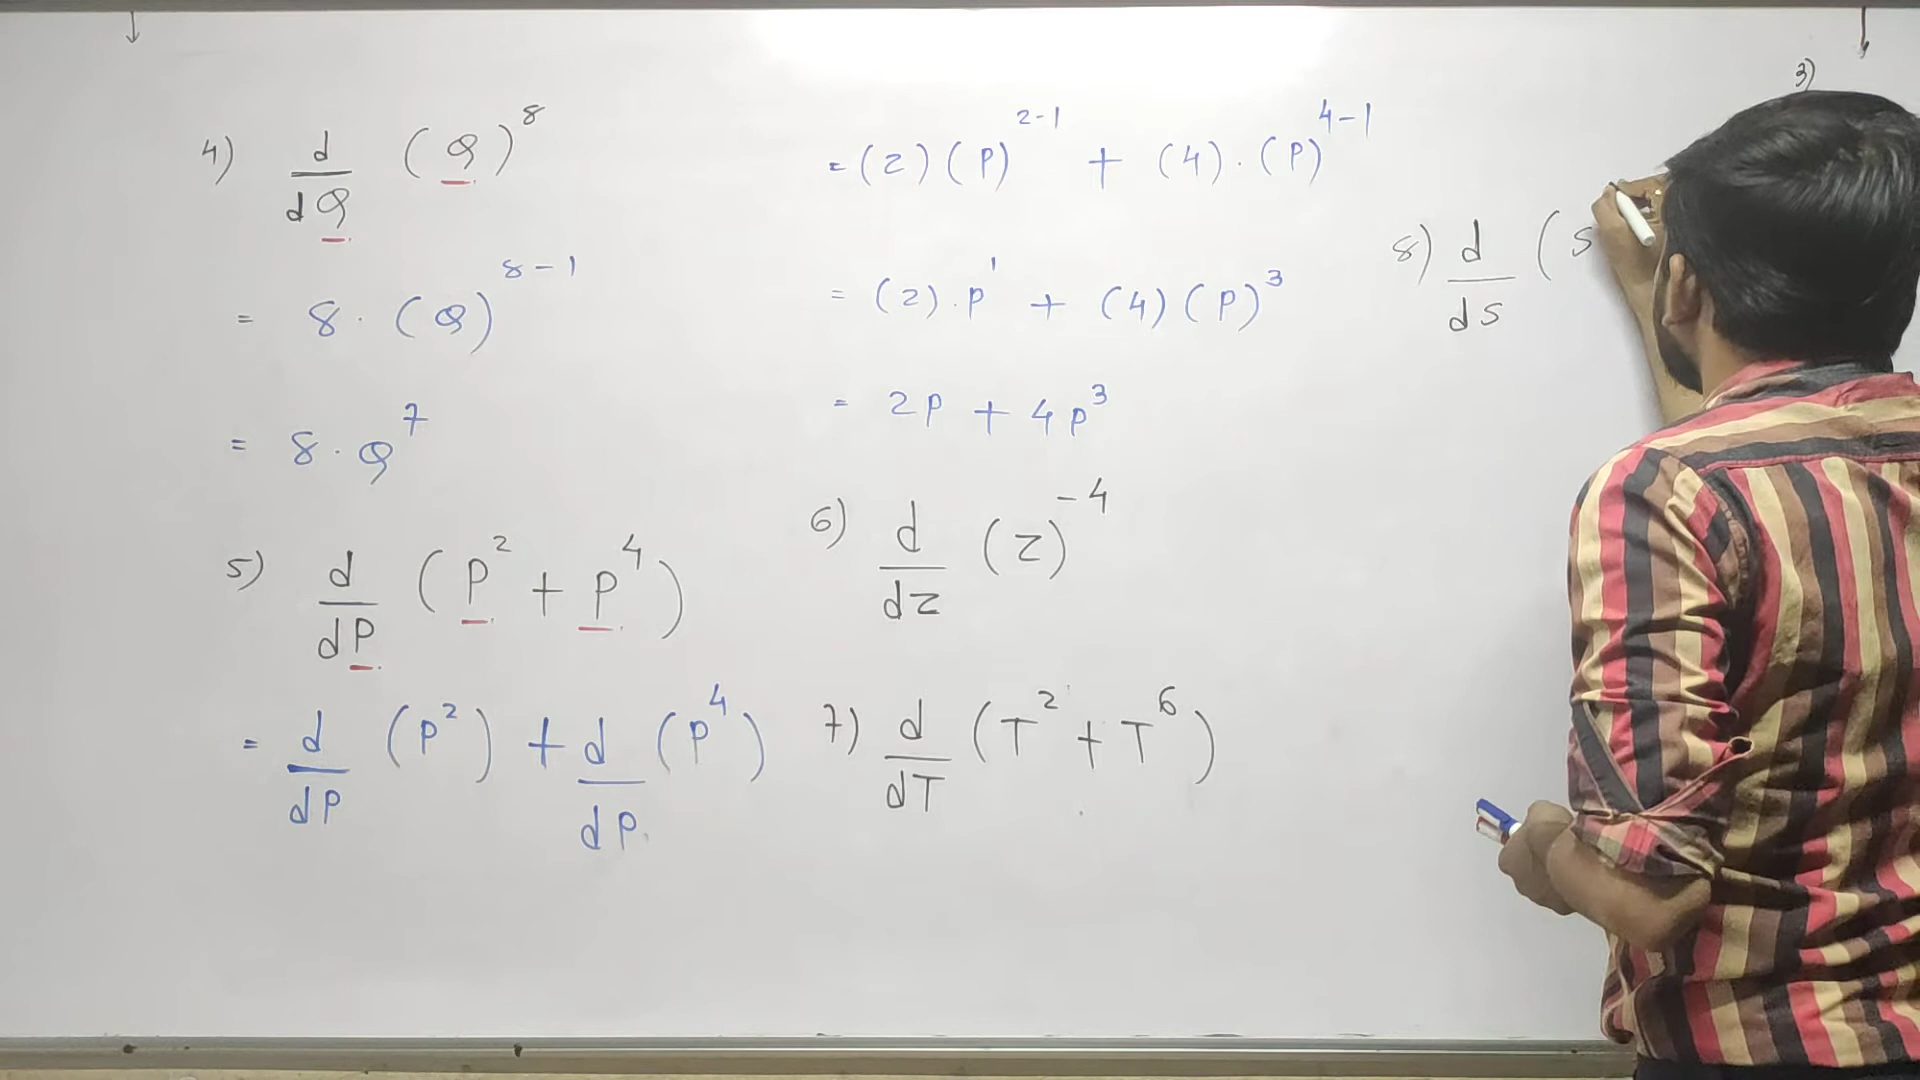 4) d/dQ (Q)^8
= 8 · (Q)^8-1
= 8 · Q^7
5) d/dP (P^2 + P^4)
= d/dP (P^2) + d/dP (P^4)
= (2)(P)^2-1 + (4)·(P)^4-1
= (2)·P^1 + (4)(P)^3
= 2P + 4P^3
6) d/dz (z)^-4
7) d/dT (T^2 + T^6)
3)
8) d/ds (s